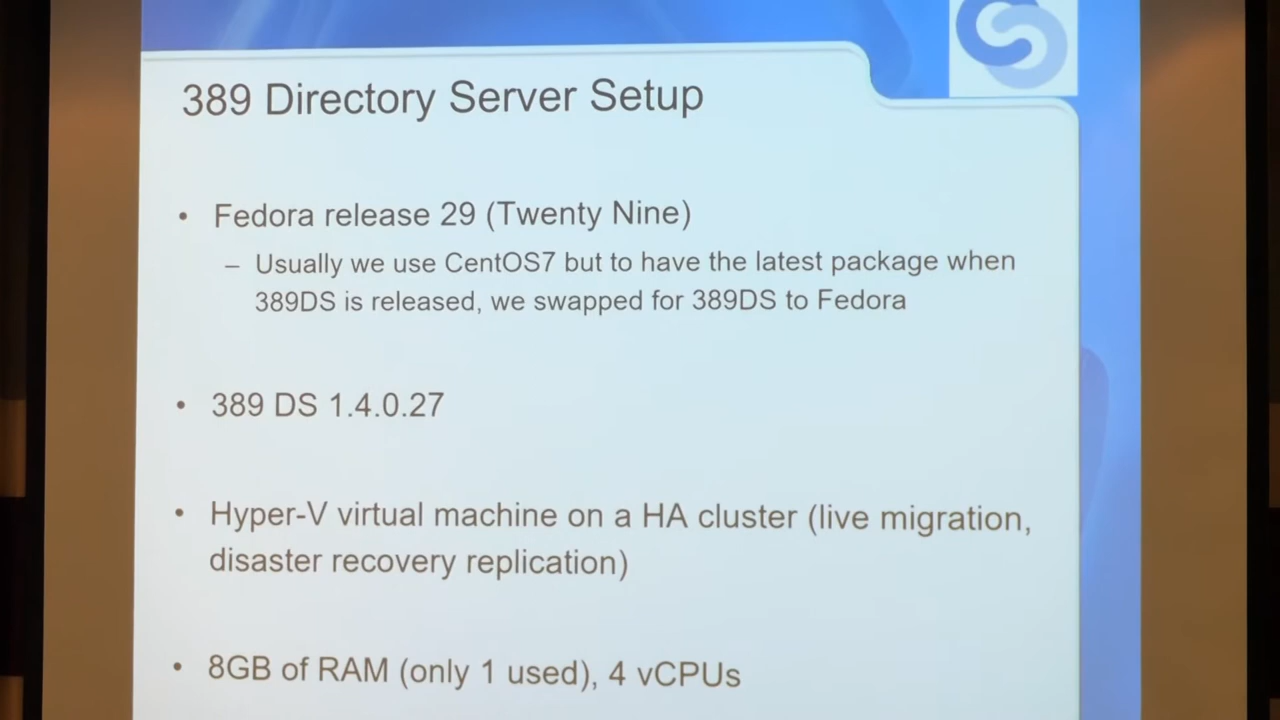 389 Directory Server Setup
• Fedora release 29 (Twenty Nine)
– Usually we use CentOS7 but to have the latest package when
389DS is released, we swapped for 389DS to Fedora
• 389 DS 1.4.0.27
• Hyper-V virtual machine on a HA cluster (live migration,
disaster recovery replication)
• 8GB of RAM (only 1 used), 4 vCPUs